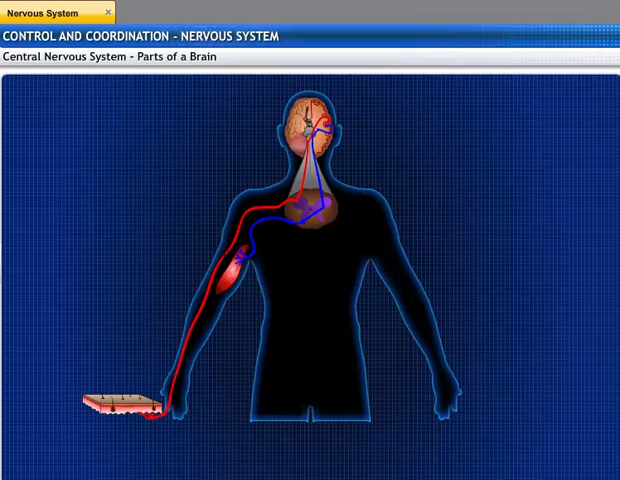 Nervous System
CONTROL AND COORDINATION - NERVOUS SYSTEM
Central Nervous System - Parts of a Brain